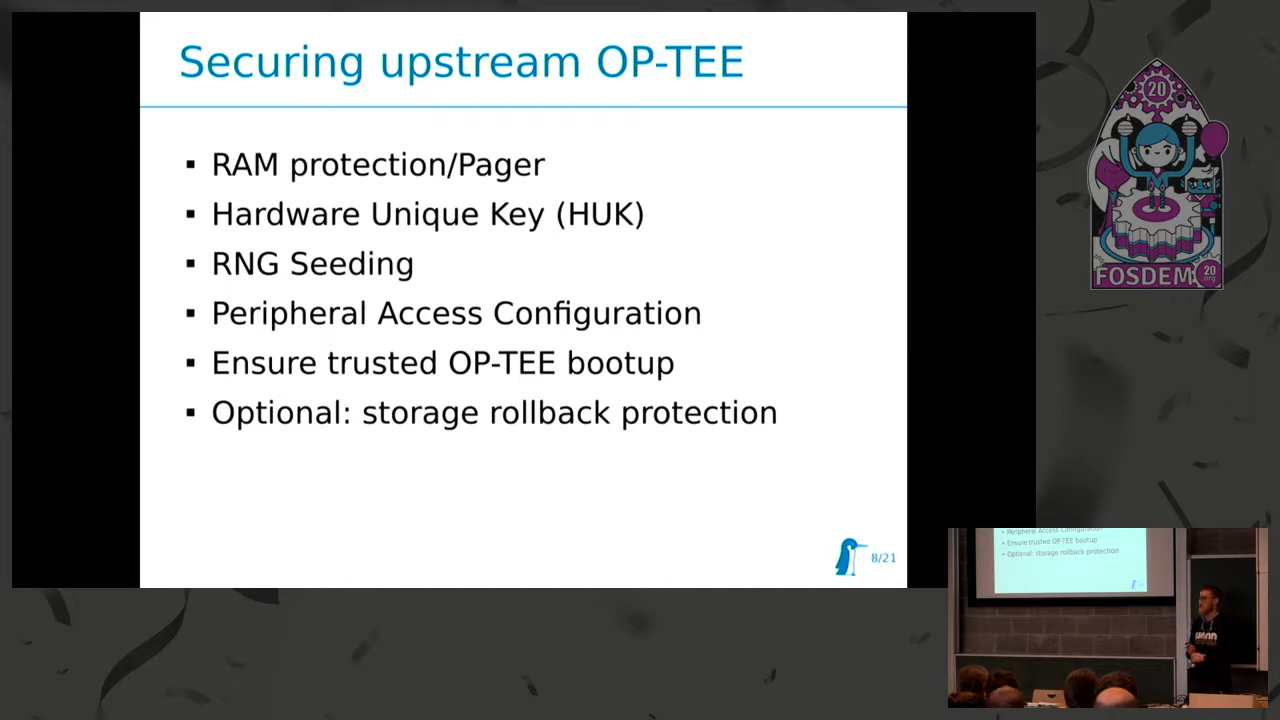 Securing upstream OP-TEE
▪ RAM protection/Pager
▪ Hardware Unique Key (HUK)
▪ RNG Seeding
▪ Peripheral Access Configuration
▪ Ensure trusted OP-TEE bootup
▪ Optional: storage rollback protection
8/21
20
FOSDEM
20
.org
• Peripheral Access Configuration
• Ensure trusted OP-TEE bootup
• Optional: storage rollback protection